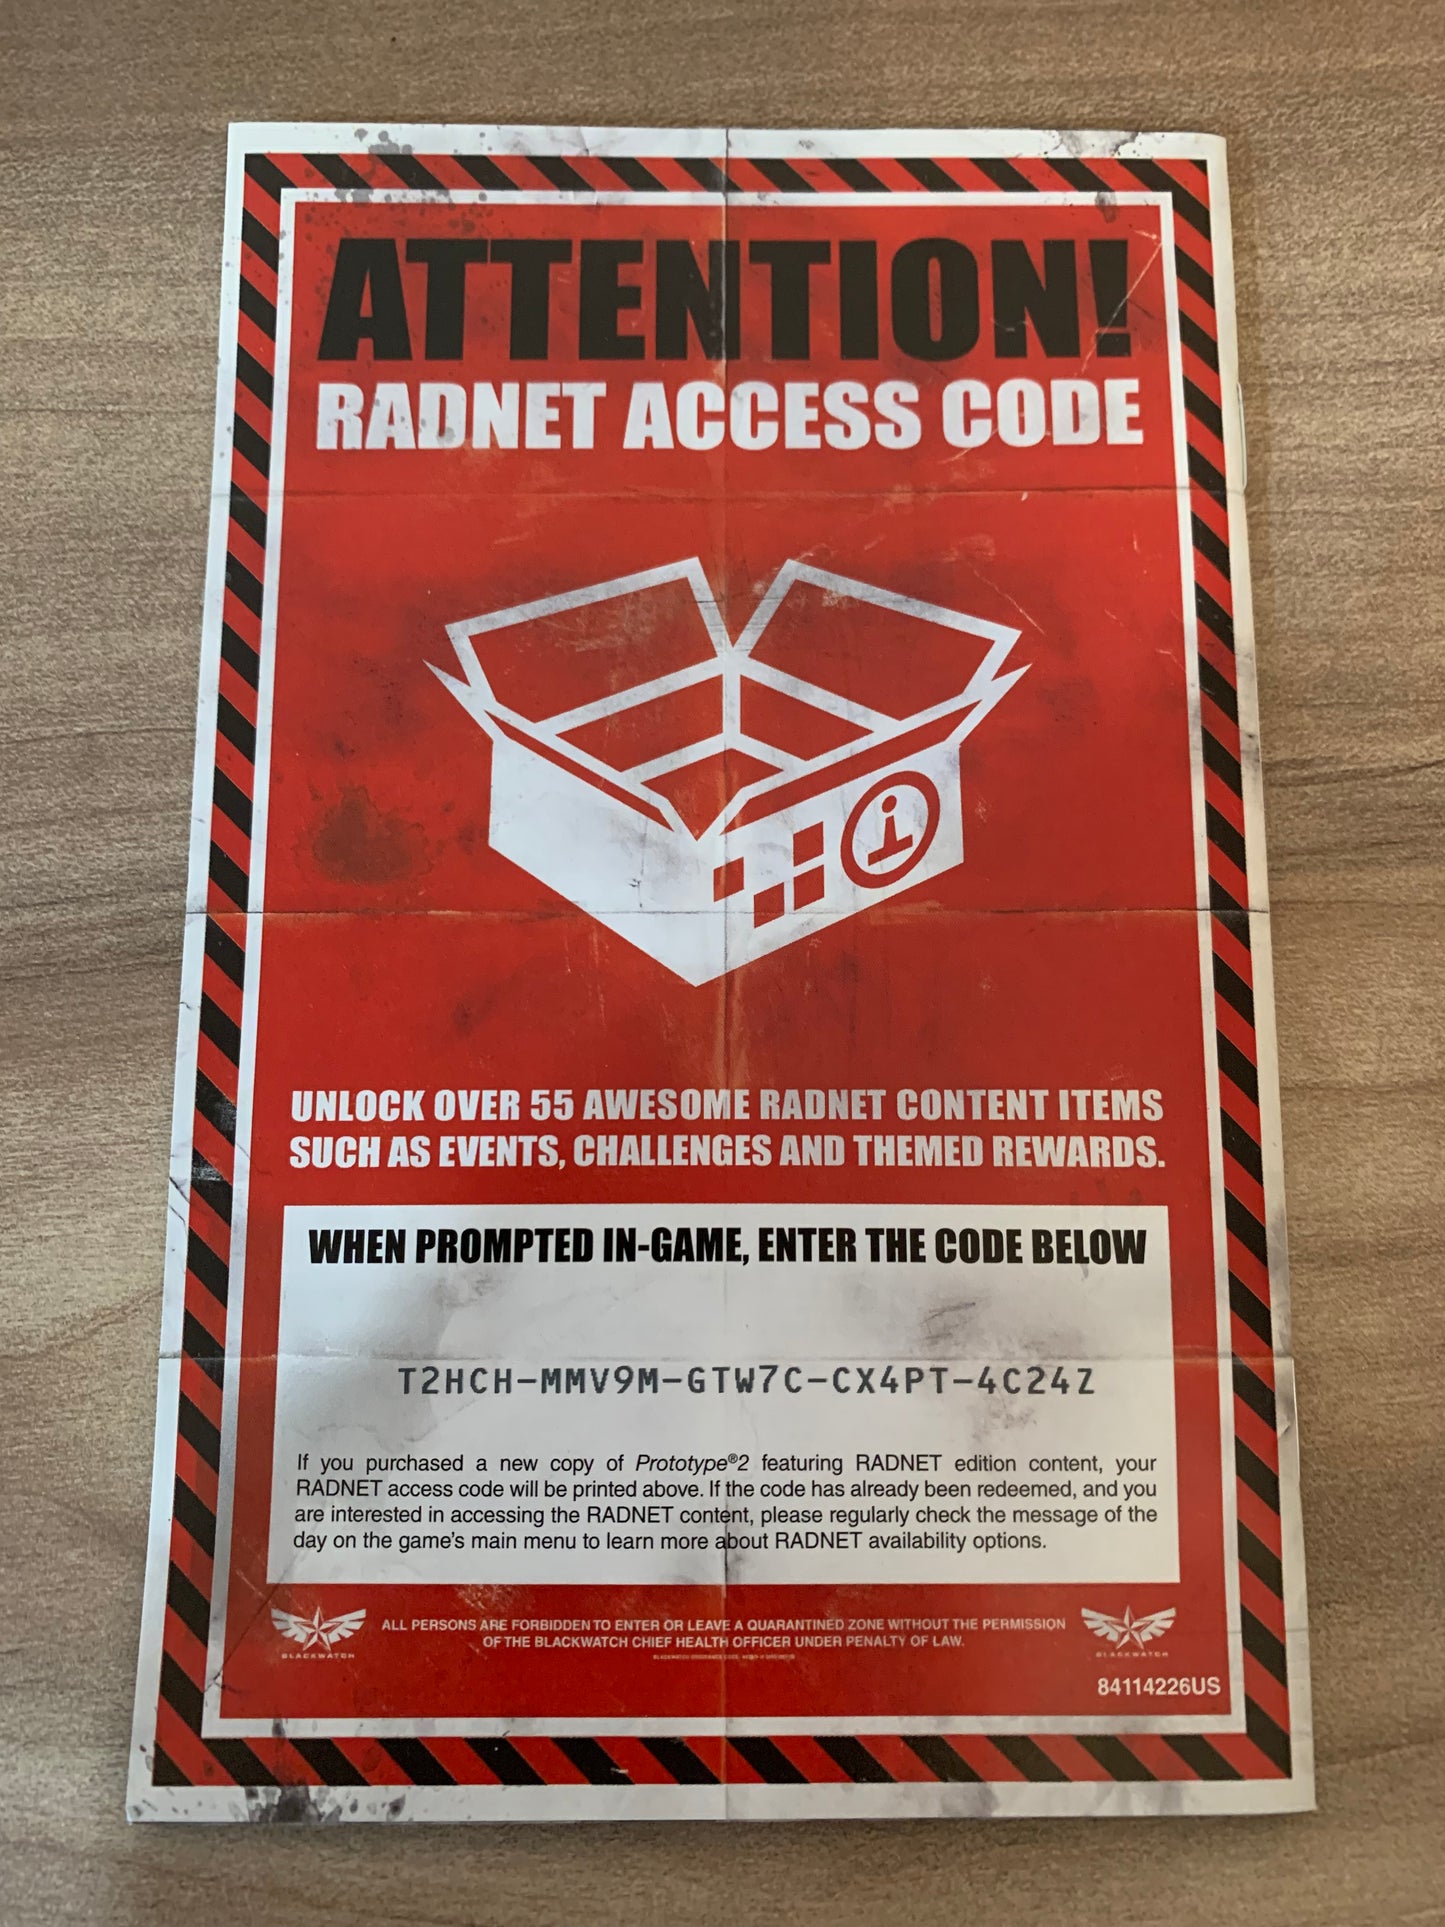 ATTENTION!
RADNET ACCESS CODE
UNLOCK OVER 55 AWESOME RADNET CONTENT ITEMS
SUCH AS EVENTS, CHALLENGES AND THEMED REWARDS.
WHEN PROMPTED IN-GAME, ENTER THE CODE BELOW
T2HCH-MMV9M-GTW7C-CX4PT-4C24Z
If you purchased a new copy of Prototype®2 featuring RADNET edition content, your
RADNET access code will be printed above. If the code has already been redeemed, and you
are interested in accessing the RADNET content, please regularly check the message of the
day on the game's main menu to learn more about RADNET availability options.
ALL PERSONS ARE FORBIDDEN TO ENTER OR LEAVE A QUARANTINED ZONE WITHOUT THE PERMISSION
OF THE BLACKWATCH CHIEF HEALTH OFFICER UNDER PENALTY OF LAW.
BLACKWATCH
BLACKWATCH
84114226US